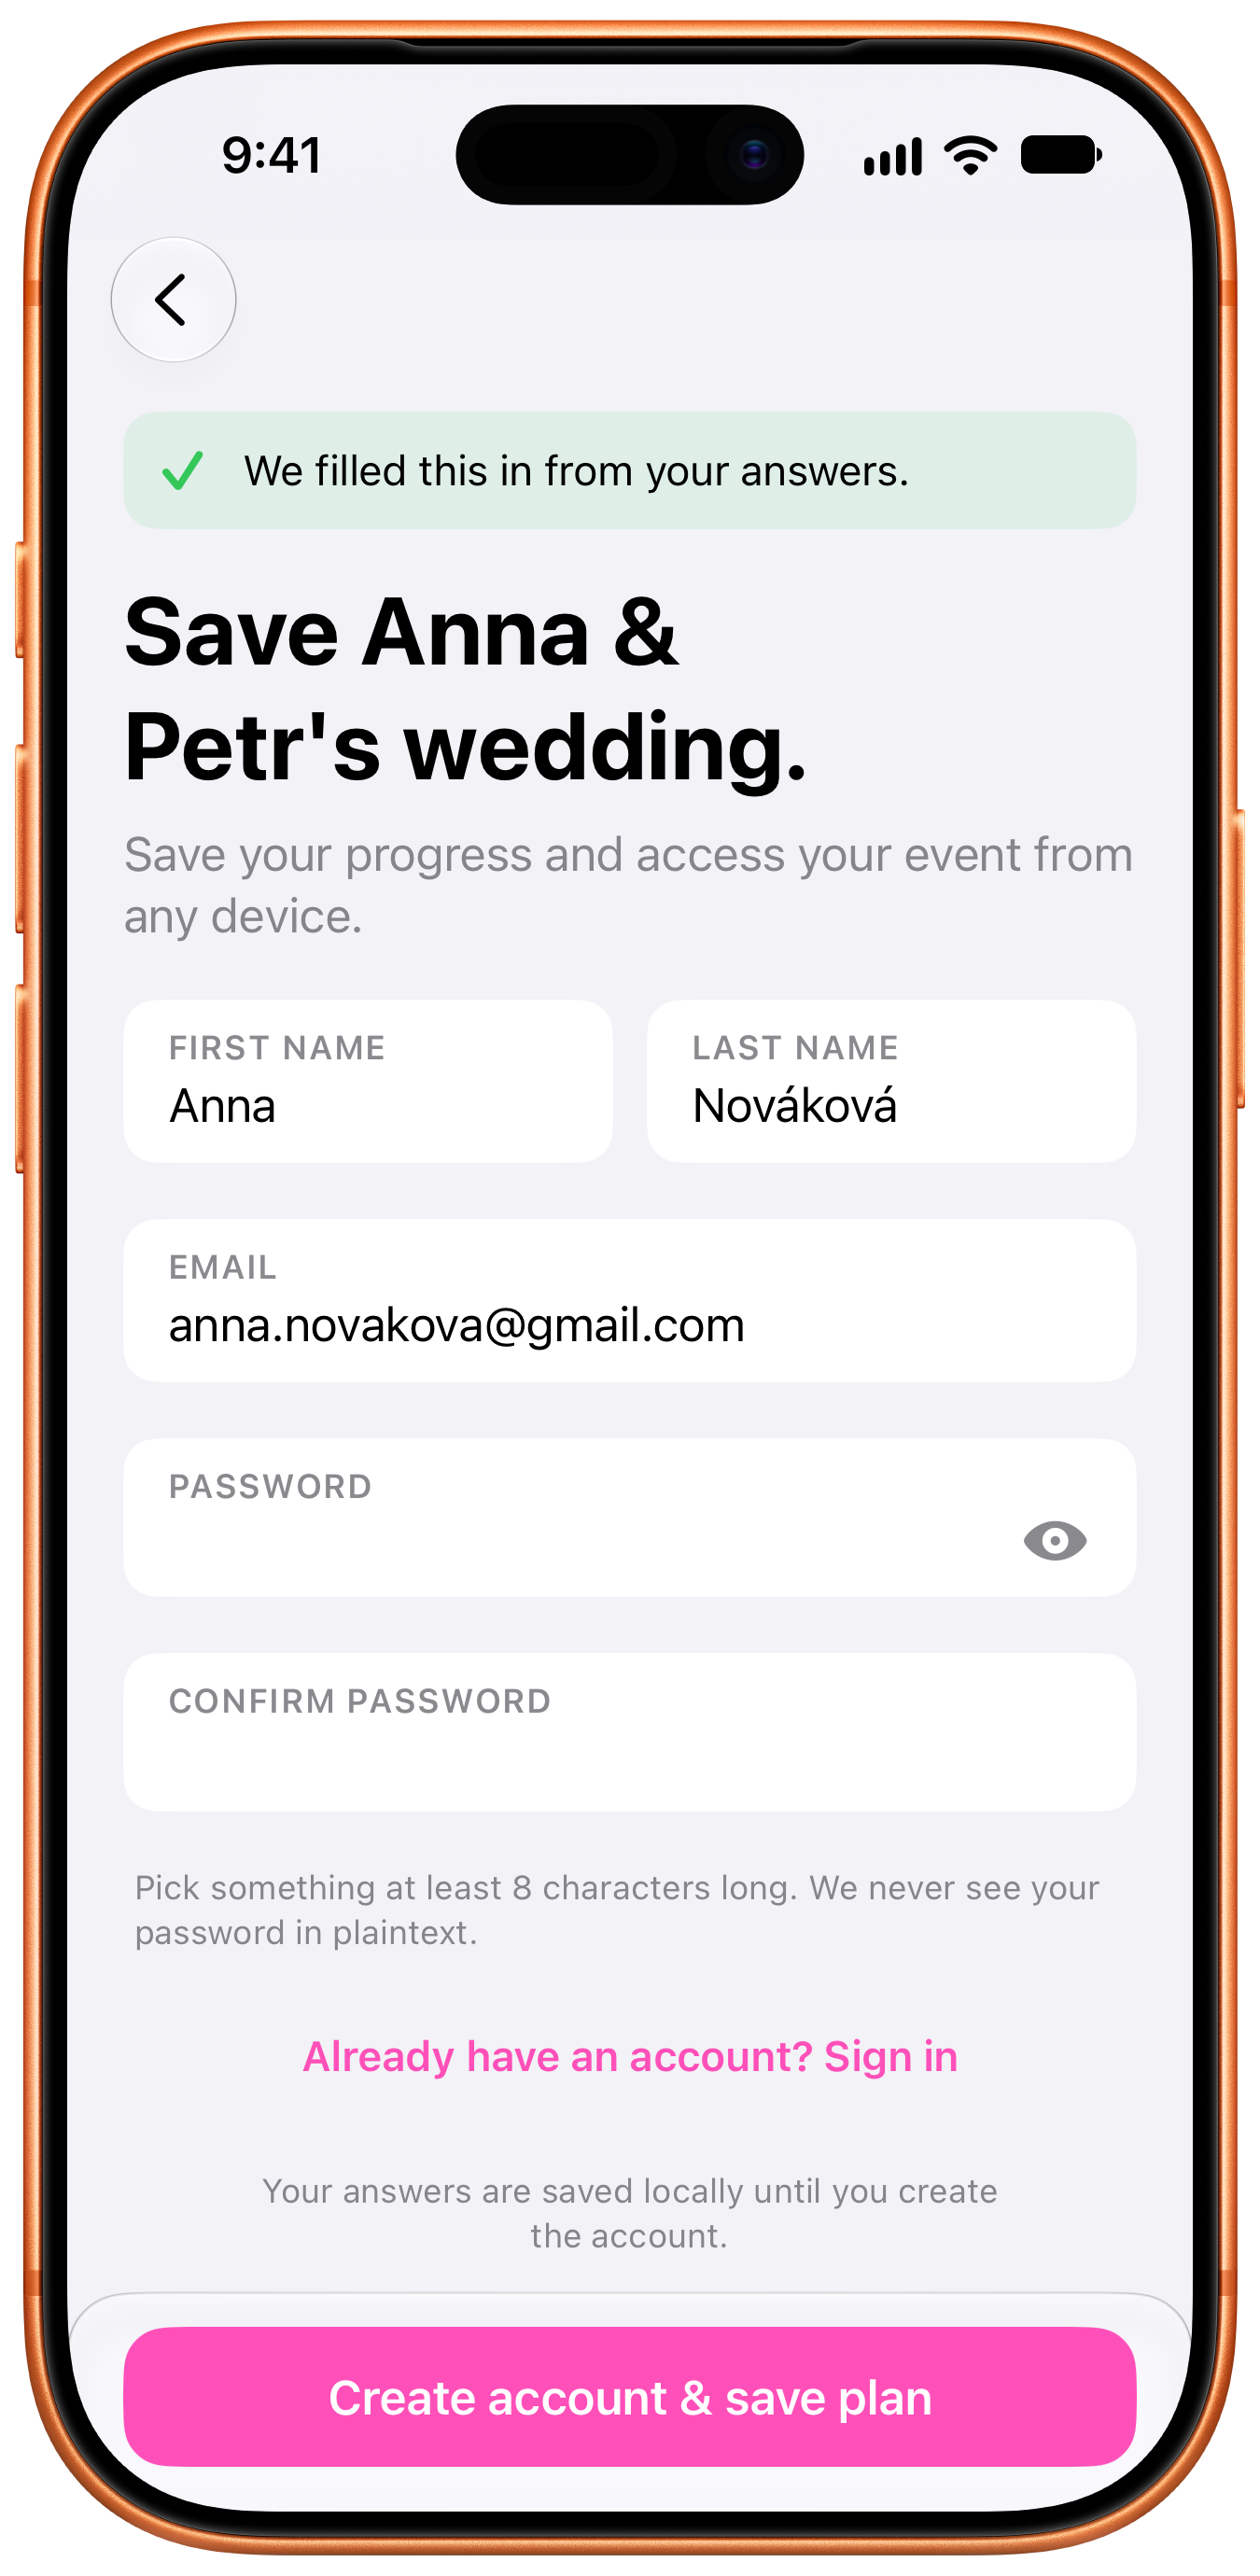 9:41
We filled this in from your answers.
Save Anna &
Petr's wedding.
Save your progress and access your event from
any device.
FIRST NAME
Anna
LAST NAME
Nováková
EMAIL
anna.novakova@gmail.com
PASSWORD
CONFIRM PASSWORD
Pick something at least 8 characters long. We never see your
password in plaintext.
Already have an account? Sign in
Your answers are saved locally until you create
the account.
Create account & save plan